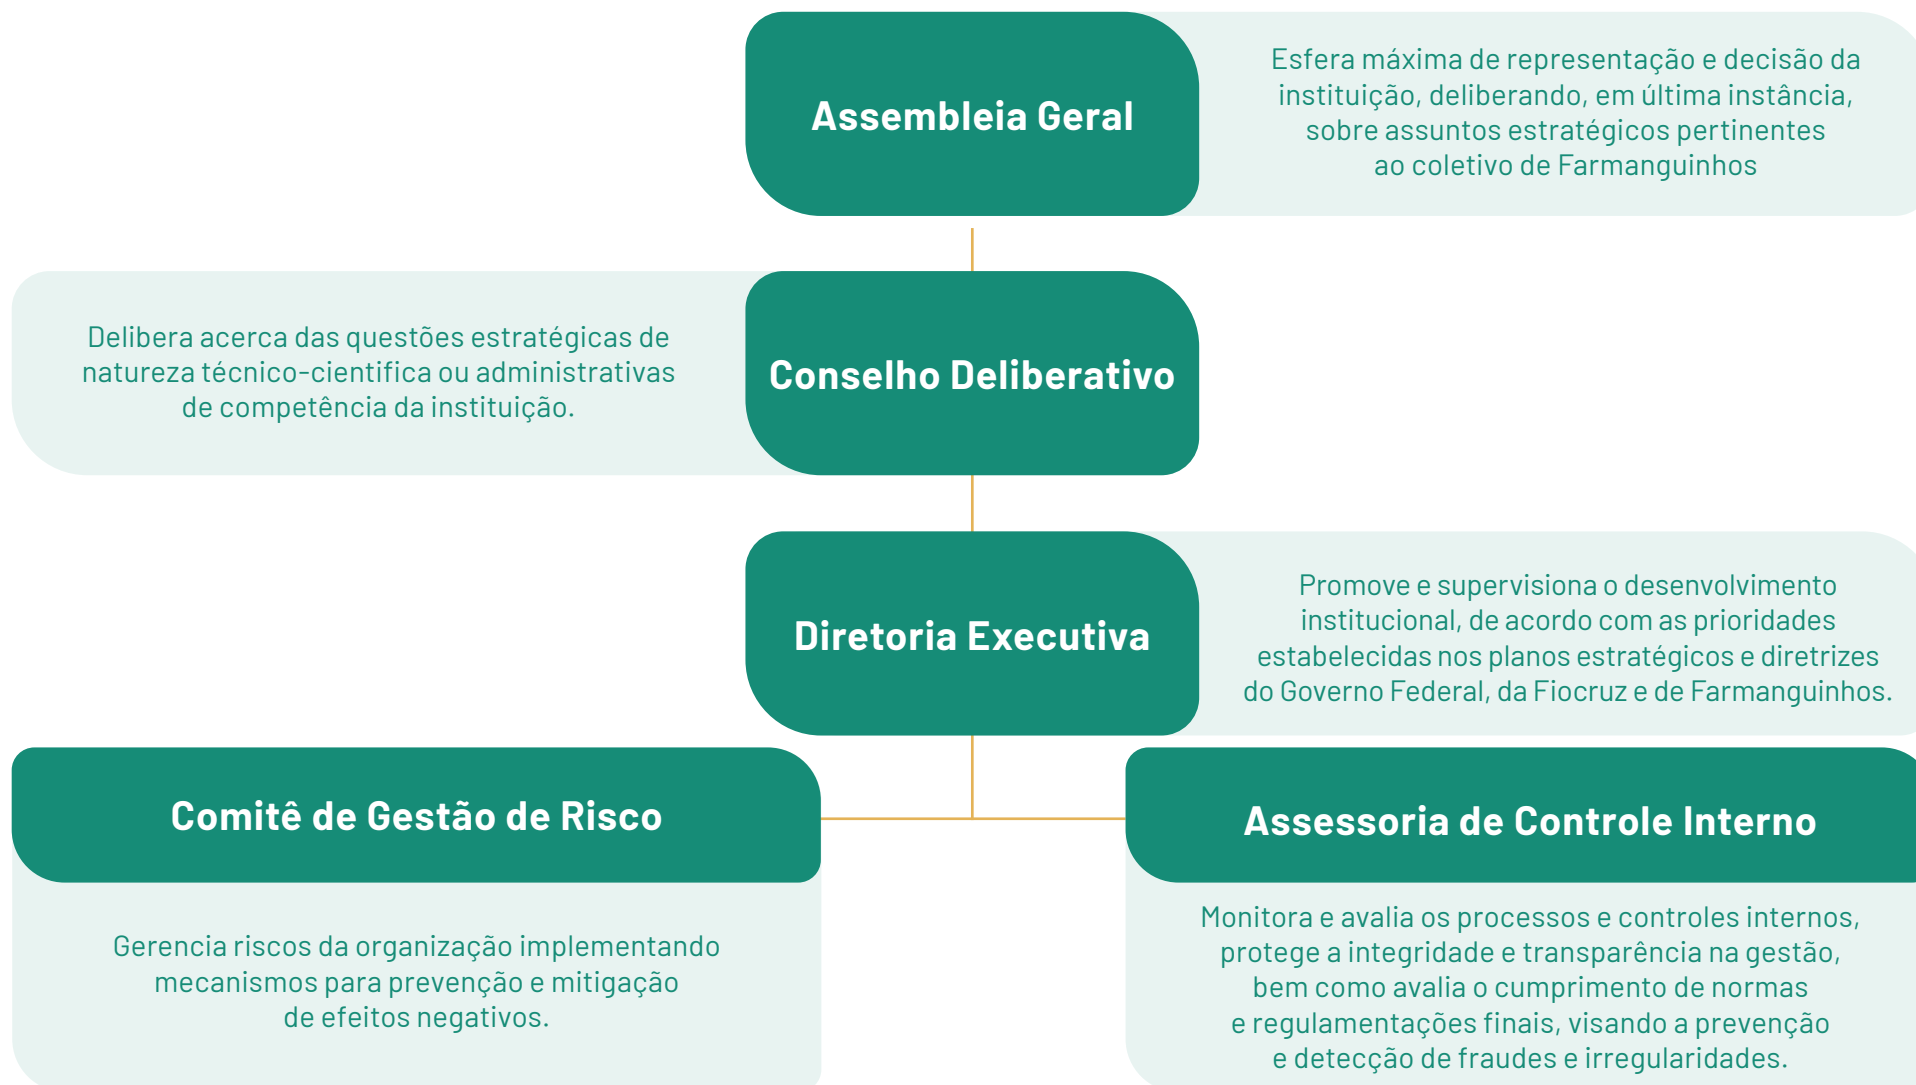 Assembleia Geral
Esfera máxima de representação e decisão da
instituição, deliberando, em última instância,
sobre assuntos estratégicos pertinentes
ao coletivo de Farmanguinhos
Delibera acerca das questões estratégicas de
natureza técnico-cientifica ou administrativas
de competência da instituição.
Conselho Deliberativo
Diretoria Executiva
Promove e supervisiona o desenvolvimento
institucional, de acordo com as prioridades
estabelecidas nos planos estratégicos e diretrizes
do Governo Federal, da Fiocruz e de Farmanguinhos.
Comitê de Gestão de Risco
Gerencia riscos da organização implementando
mecanismos para prevenção e mitigação
de efeitos negativos.
Assessoria de Controle Interno
Monitora e avalia os processos e controles internos,
protege a integridade e transparência na gestão,
bem como avalia o cumprimento de normas
e regulamentações finais, visando a prevenção
e detecção de fraudes e irregularidades.